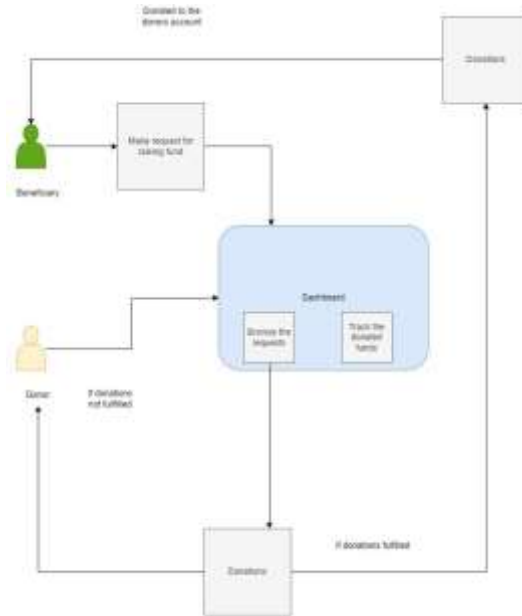 Donated to the
donors account
Donations
Make request for
raising fund
Beneficiary
Dashboard
Browse the
requests
Track the
donated
funds
Donor
If donations
not fulfilled
If donations fulfilled
Donations